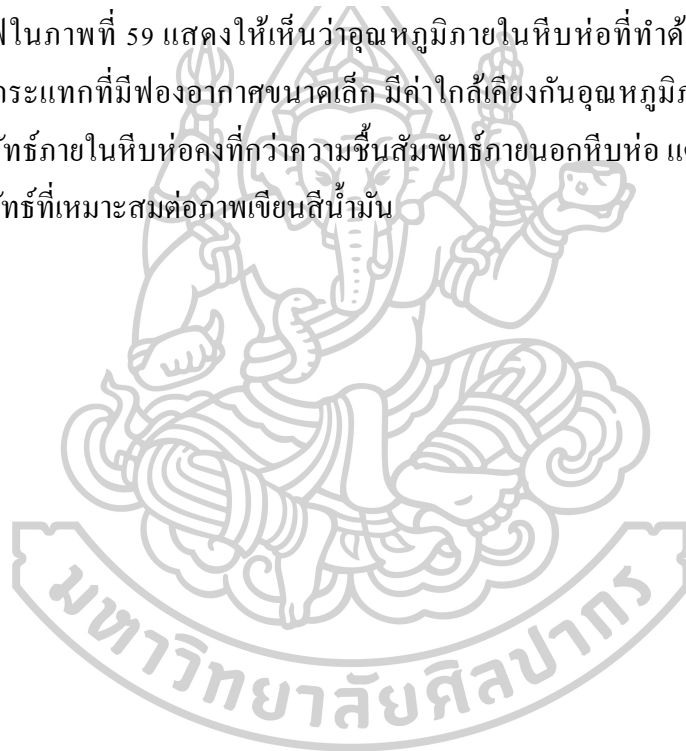 ในภาพที่ 59 แสดงให้เห็นว่าอุณหภูมิภายในหีบห่อที่ทำด้
กระแทกที่มีฟองอากาศขนาดเล็ก มีค่าใกล้เคียงกันอุณหภูมิภ
ทธ์ภายในหีบห่อคงที่กว่าความชื้นสัมพัทธ์ภายนอกหีบห่อ แต
ทธ์ที่เหมาะสมต่อภาพเขียนสีน้ำมัน
มหาวิทยาลัยศิลปากร